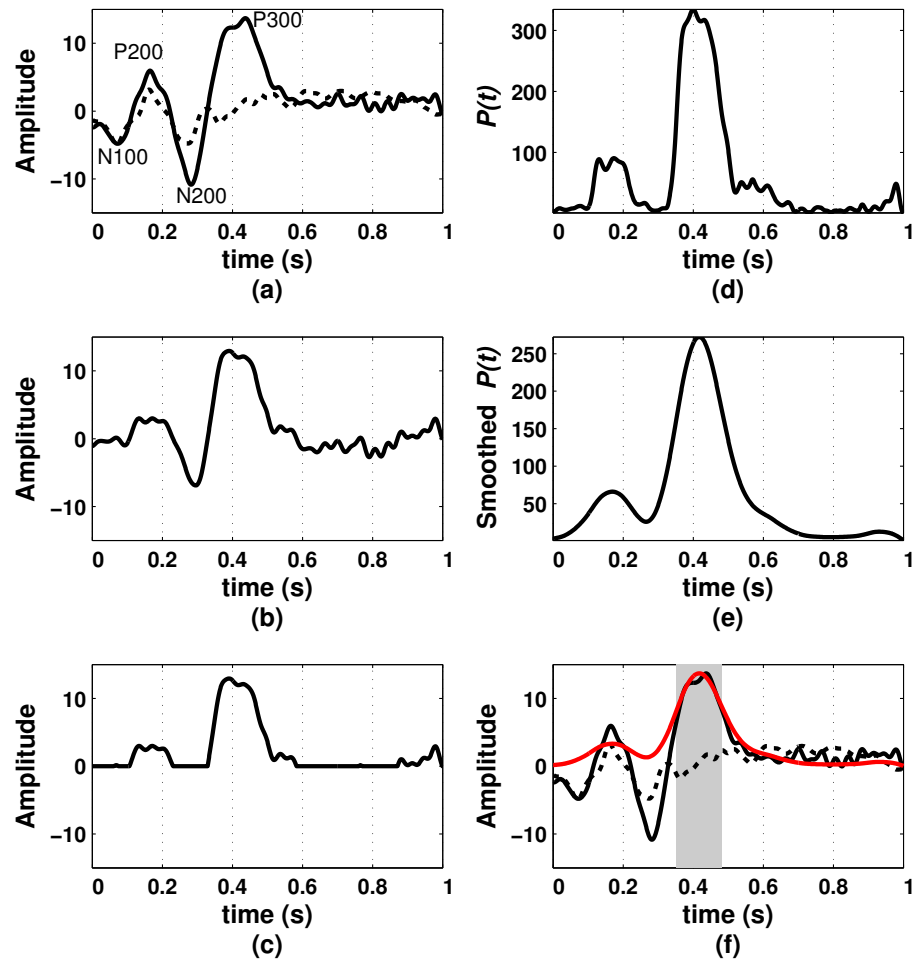 P300
10
P200
0
Amplitude
N100
−10
N200
0 0.2 0.4 0.6 0.8 1
time (s)
(a)
300
200
100
P(t)
0 0.2 0.4 0.6 0.8 1
time (s)
(d)
10
0
−10
Amplitude
0 0.2 0.4 0.6 0.8 1
time (s)
(b)
250
200
150
100
50
Smoothed P(t)
0 0.2 0.4 0.6 0.8 1
time (s)
(e)
10
0
−10
Amplitude
0 0.2 0.4 0.6 0.8 1
time (s)
(c)
10
0
−10
Amplitude
0 0.2 0.4 0.6 0.8 1
time (s)
(f)